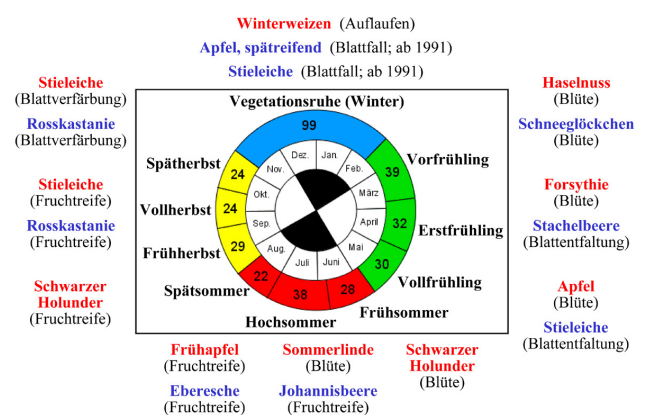 Winterweizen (Auflaufen)
Apfel, spätreifend (Blattfall; ab 1991)
Stieleiche (Blattfall; ab 1991)
Stieleiche
(Blattverfärbung)
Rosskastanie
(Blattverfärbung)
Stieleiche
(Fruchtreife)
Rosskastanie
(Fruchtreife)
Schwarzer
Holunder
(Fruchtreife)
Vegetationsruhe (Winter)
99
Spätherbst
24
Vollherbst
24
Frühherbst
29
Spätsommer
22
Hochsommer
38
Frühsommer
28
Vollfrühling
30
Erstfrühling
32
Vorfrühling
39
Jan.
Feb.
März
April
Mai
Juni
Juli
Aug.
Sep.
Okt.
Nov.
Dez.
Haselnuss
(Blüte)
Schneeglöckchen
(Blüte)
Forsythie
(Blüte)
Stachelbeere
(Blattentfaltung)
Apfel
(Blüte)
Stieleiche
(Blattentfaltung)
Frühapfel
(Fruchtreife)
Eberesche
(Fruchtreife)
Sommerlinde
(Blüte)
Johannisbeere
(Fruchtreife)
Schwarzer
Holunder
(Blüte)